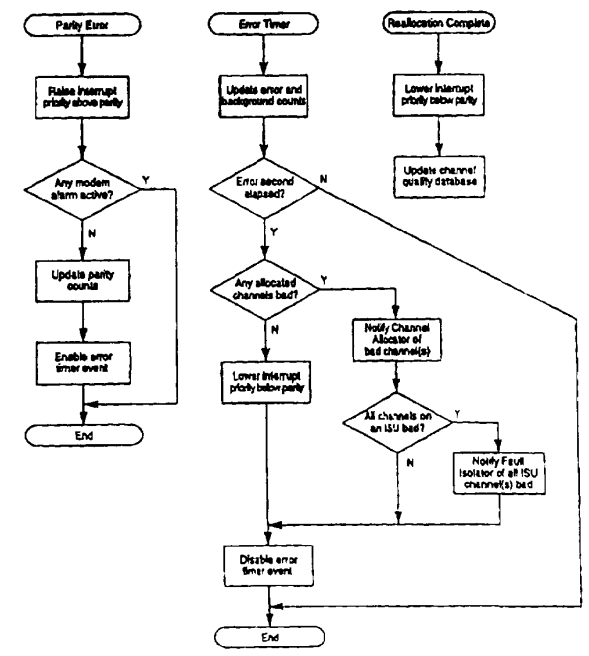 Parity Error
Raise interrupt
priority above parity
Any modem
alarm active?
Y
N
Update parity
counts
Enable error
timer event
End
Error Timer
Update error and
background counts
Error second
elapsed?
N
Y
Any allocated
channels bad?
Y
N
Lower interrupt
priority below parity
Notify Channel
Allocator of
bad channel(s)
All channels on
an ISU bad?
Y
N
Notify Fault
Isolator of all ISU
channel(s) bad
Disable error
timer event
End
Reallocation Complete
Lower interrupt
priority below parity
Update channel
quality database